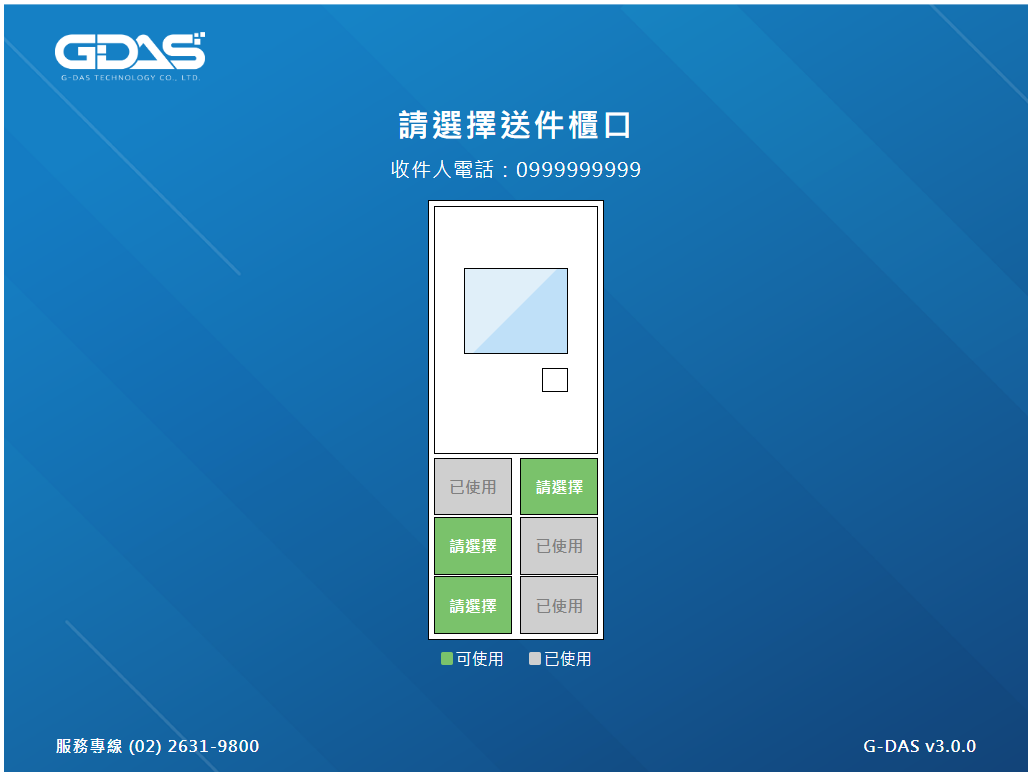 GDAS
G-DAS TECHNOLOGY CO., LTD.
請選擇送件櫃口
收件人電話：0999999999
已使用 請選擇
請選擇 已使用
請選擇 已使用
可使用 已使用
服務專線 (02) 2631-9800 G-DAS v3.0.0